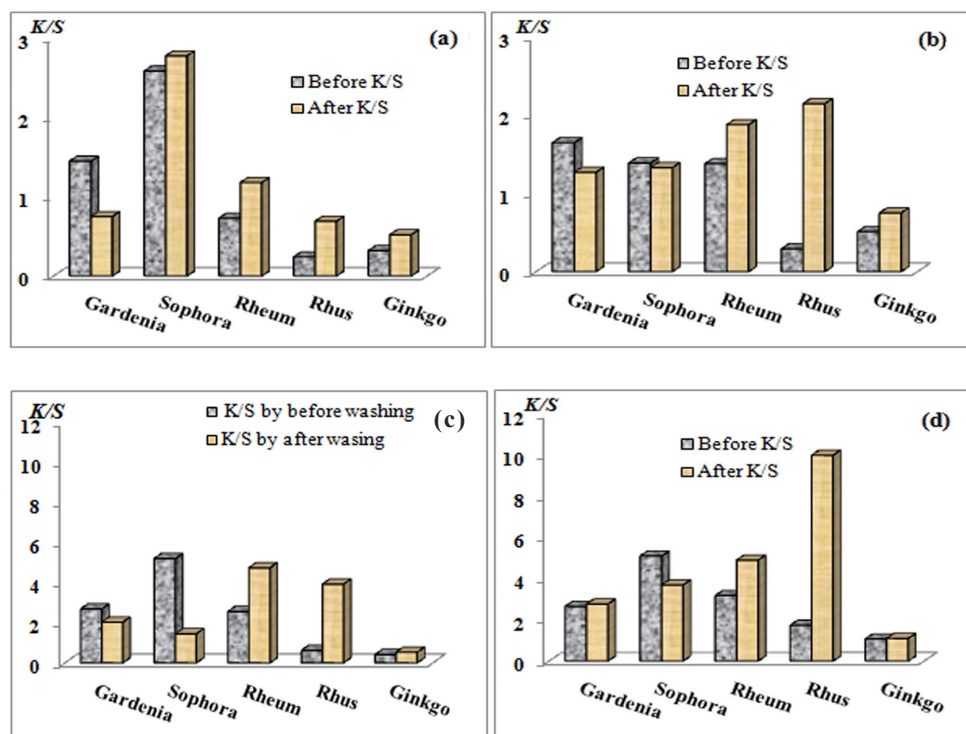 K/S
(a)
3
2
1
0
Before K/S
After K/S
Gardenia
Sophora
Rheum
Rhus
Ginkgo
K/S
(b)
3
2
1
0
Before K/S
After K/S
Gardenia
Sophora
Rheum
Rhus
Ginkgo
K/S
(c)
12
10
8
6
4
2
0
K/S by before washing
K/S by after wasing
Gardenia
Sophora
Rheum
Rhus
Ginkgo
K/S
(d)
12
10
8
6
4
2
0
Before K/S
After K/S
Gardenia
Sophora
Rheum
Rhus
Ginkgo